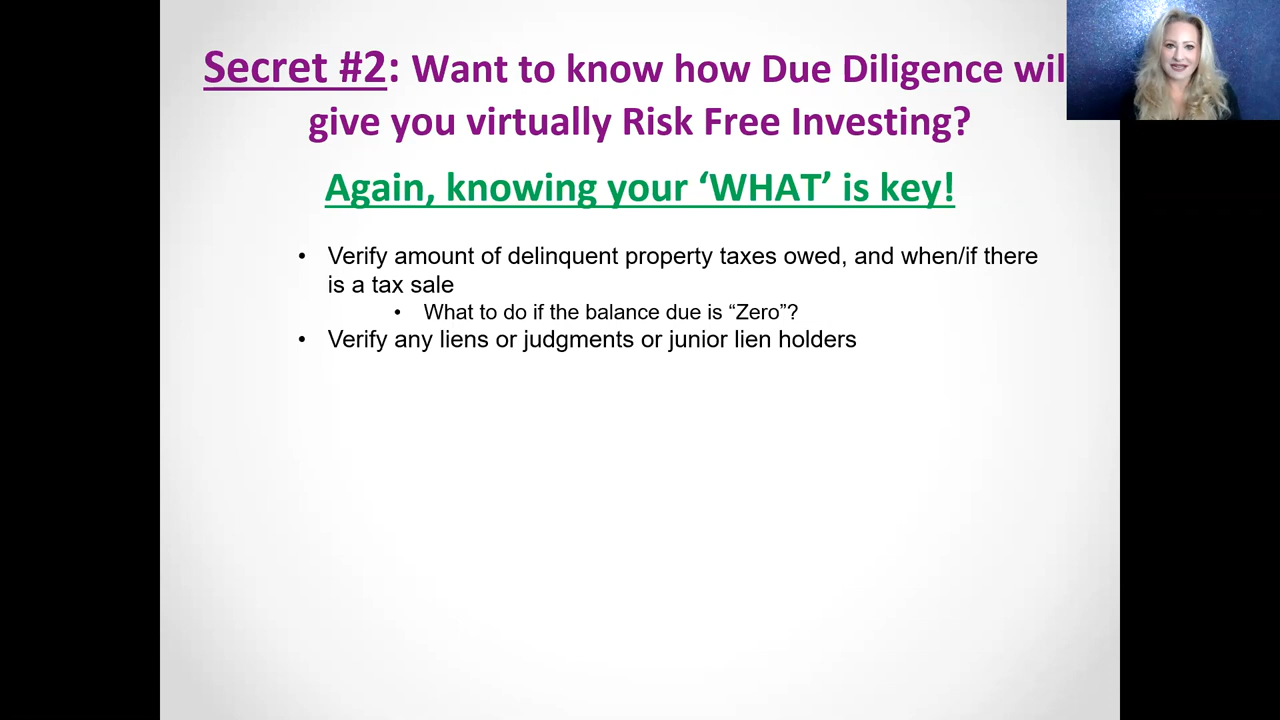 Secret #2: Want to know how Due Diligence wil
give you virtually Risk Free Investing?
Again, knowing your ‘WHAT’ is key!
• Verify amount of delinquent property taxes owed, and when/if there
is a tax sale
• What to do if the balance due is “Zero”?
• Verify any liens or judgments or junior lien holders